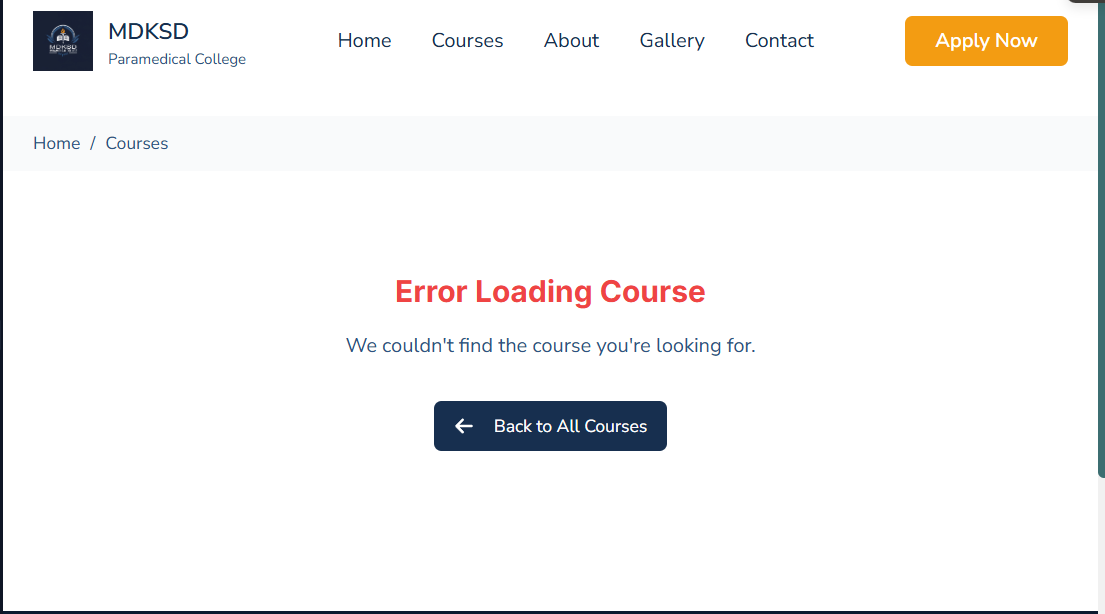 MDKSD
MDKSD
Paramedical College
Home
Courses
About
Gallery
Contact
Apply Now
Home / Courses
Error Loading Course
We couldn't find the course you're looking for.
Back to All Courses